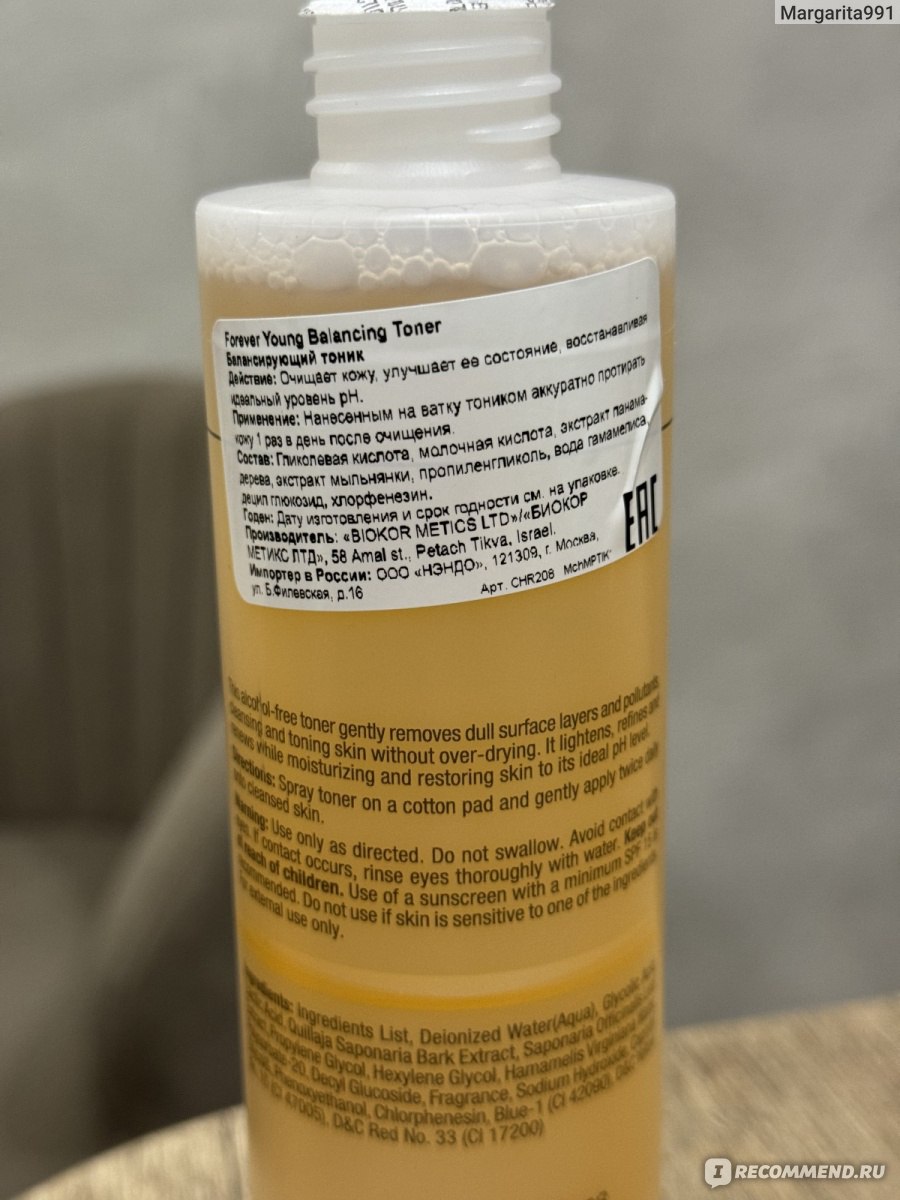 Margarita991
Forever Young Balancing Toner
Балансирующий тоник
Действие: Очищает кожу, улучшает ее состояние, восстанавливая
идеальный уровень pH.
Применение: Нанесенным на ватку тоником аккуратно протирать
кожу 1 раз в день после очищения.
Состав: Гликолевая кислота, молочная кислота, экстракт панама-
дерева, экстракт мыльнянки, пропиленгликоль, вода гамамелиса,
децил глюкозид, хлорфенезин.
Годен: Дату изготовления и срок годности см. на упаковке.
Производитель: «BIOKOR METICS LTD»/«БИОКОР
МЕТИКС ЛТД», 58 Amal st., Petach Tikva, Israel.
Импортер в России: ООО «НЭНДО», 121309, г. Москва,
ул. Б.Филевская, д.16
Арт. CHR208 MchMPTIK
EAC
This alcohol-free toner gently removes dull surface layers and pollutants,
cleansing and toning skin without over-drying. It lightens, refines and
renews while moisturizing and restoring skin to its ideal pH level.
Directions: Spray toner on a cotton pad and gently apply twice daily
onto cleansed skin.
Warning: Use only as directed. Do not swallow. Avoid contact with
eyes. If contact occurs, rinse eyes thoroughly with water. Keep out
of reach of children. Use of a sunscreen with a minimum SPF 15 is
recommended. Do not use if skin is sensitive to one of the ingredients.
For external use only.
Ingredients: Ingredients List, Deionized Water(Aqua), Glycolic Acid,
Lactic Acid, Quillaja Saponaria Bark Extract, Saponaria Officinalis
Extract, Propylene Glycol, Hexylene Glycol, Hamamelis Virginiana
20, Decyl Glucoside, Fragrance, Sodium Hydroxide,
Phenoxyethanol, Chlorphenesin, Blue-1 (CI 42090), D&C
(CI 47005), D&C Red No. 33 (CI 17200)
IRECOMMEND.RU